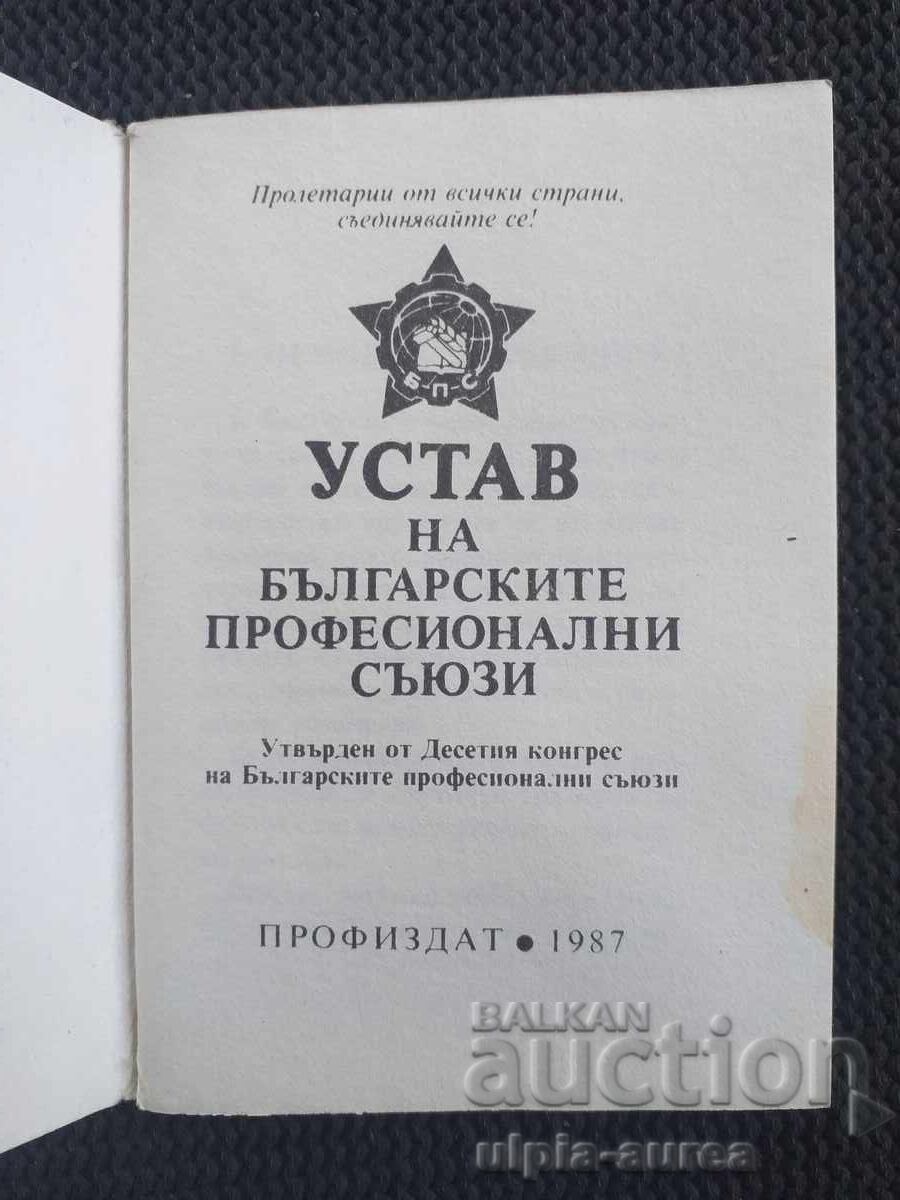 Пролетарии от всички страни,
съединявайте се!
Б-П-С
УСТАВ
НА
БЪЛГАРСКИТЕ
ПРОФЕСИОНАЛНИ
СЪЮЗИ
Утвърден от Десетия конгрес
на Българските професионални съюзи
ПРОФИЗДАТ • 1987
BALKAN
auction
ulpia-aurea